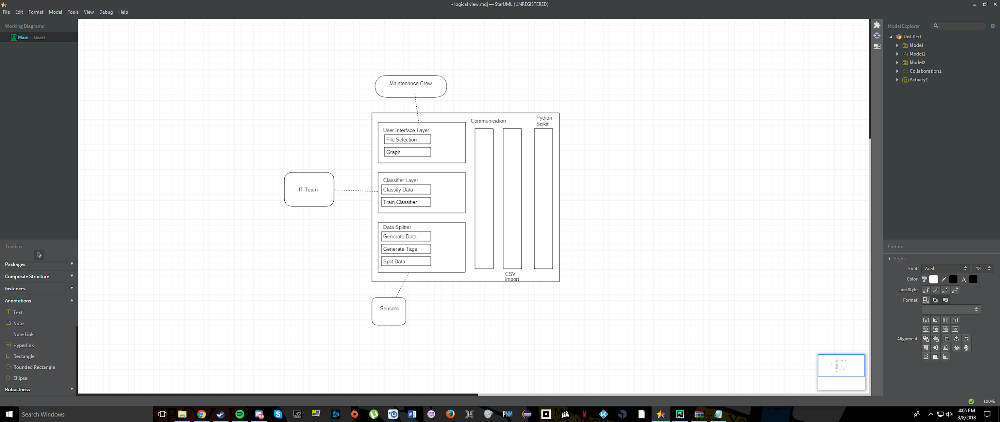 • logical view.mdj — StarUML (UNREGISTERED)
File Edit Format Model Tools View Debug Help
Working Diagrams
Main — Model
Toolbox
Packages
Composite Structure
Instances
Annotations
Text
Note
Note Link
Hyperlink
Rectangle
Rounded Rectangle
Ellipse
Robustness
Maintenance Crew
User Interface Layer
File Selection
Graph
Communication
Python
Scikit
IT Team
Classifier Layer
Classify Data
Train Classifier
Data Splitter
Generate Data
Generate Tags
Split Data
CSV
import
Sensors
Model Explorer
Untitled
Model
Model1
Model2
Collaboration1
Activity1
Editors
Styles
Font Arial 13
Color A
Line Style
Format
Alignment
100%
Search Windows
99
PMM
PC
4:05 PM
3/8/2018